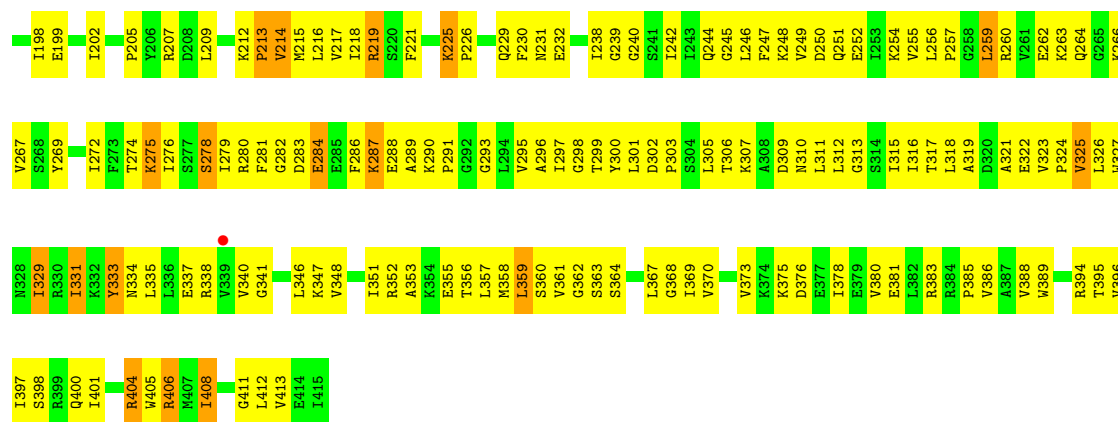 I198 E199 I202 P205 Y206 R207 D208 L209 K212 P213 V214 M215 L216 V217 I218 R219 S220 F221 K225 P226 Q229 F230 N231 E232 I238 G239 G240 S241 I242 I243 Q244 G245 L246 F247 K248 V249 D250 Q251 E252 I253 K254 V255 L256 P257 G258 L259 R260 V261 E262 K263 Q264 G265 K266
V267 S268 Y269 I272 F273 T274 K275 I276 S277 S278 I279 R280 F281 G282 D283 E284 E285 F286 K287 E288 A289 K290 P291 G292 G293 L294 V295 A296 I297 G298 T299 Y300 L301 D302 P303 S304 L305 T306 K307 A308 D309 N310 L311 L312 G313 S314 I315 I316 T317 L318 A319 D320 A321 E322 V323 P324 V325 L326 W327
N328 I329 R330 I331 K332 Y333 N334 L335 L336 E337 R338 V339 V340 G341 L346 K347 V348 I351 R352 A353 K354 E355 T356 L357 M358 L359 S360 V361 G362 S363 S364 L367 G368 I369 V370 V373 K374 K375 D376 E377 I378 E379 V380 E381 L382 R383 R384 P385 V386 A387 V388 W389 R394 T395 V396
I397 S398 R399 Q400 I401 R404 W405 R406 M407 I408 G411 L412 V413 E414 I415